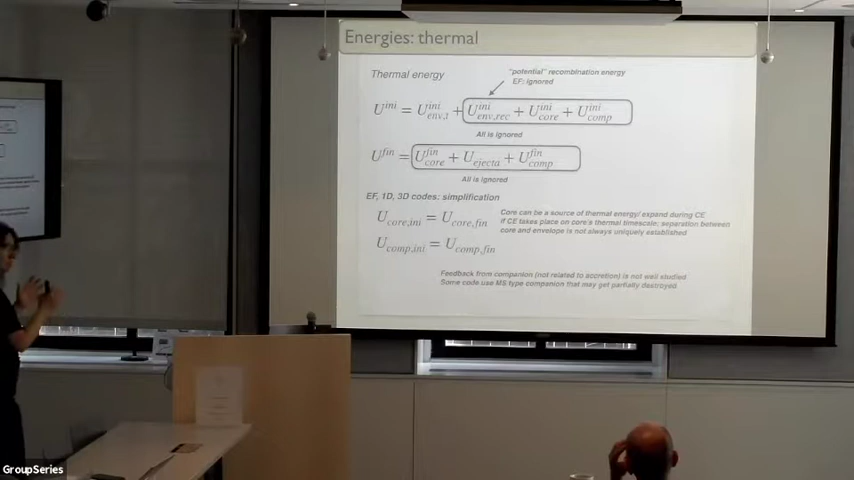 Energies: thermal
Thermal energy
"potential" recombination energy
EF: ignored
U^ini = U^ini_env,t + U^ini_env,rec + U^ini_core + U^ini_comp
All is ignored
U^fin = U^fin_core + U_ejecta + U^fin_comp
All is ignored
EF, 1D, 3D codes: simplification
U_core,ini = U_core,fin
Core can be a source of thermal energy/ expand during CE
if CE takes place on core's thermal timescale: separation between
core and envelope is not always uniquely established
U_comp,ini = U_comp,fin
Feedback from companion (not related to accretion) is not well studied
Some code use MS type companion that may get partially destroyed
GroupSeries